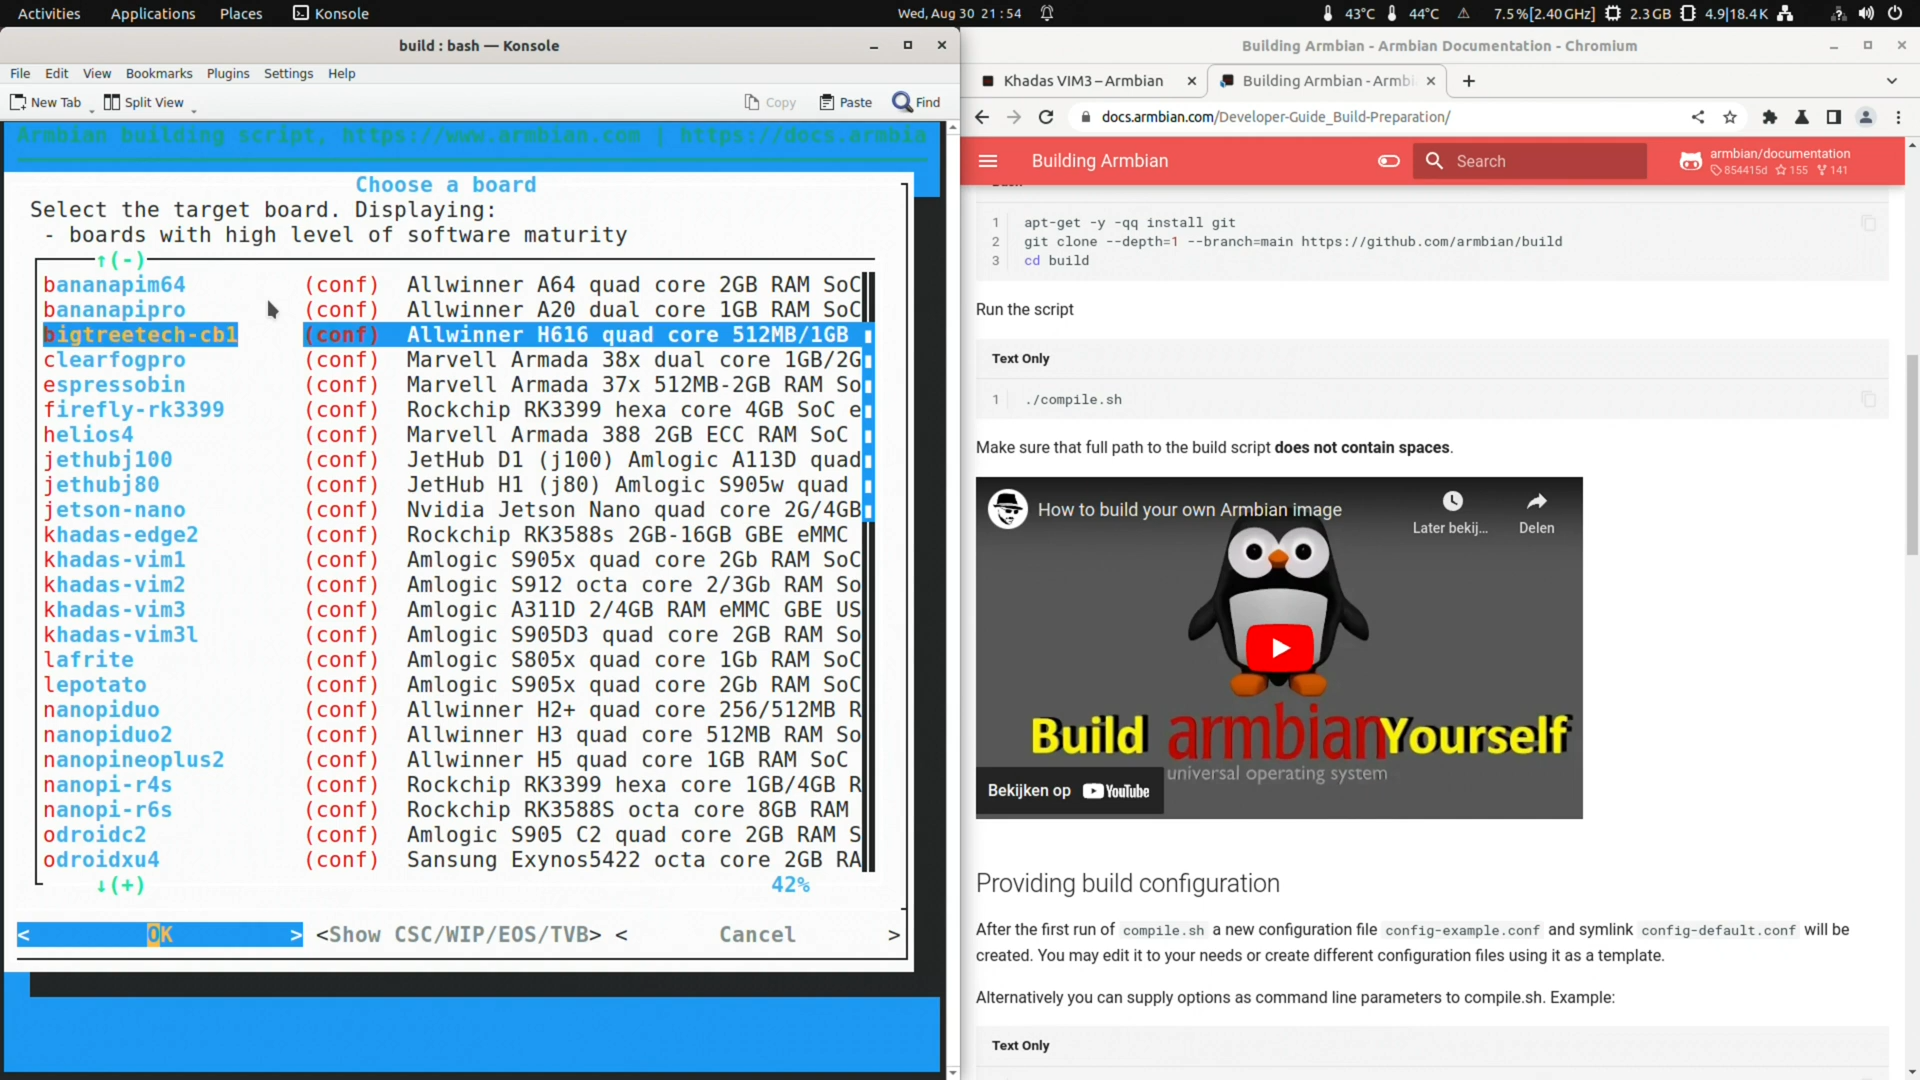 Activities Applications Places Konsole Wed, Aug 30 21:54 43°C 44°C 7.5%[2.40GHz] 2.3GB 4.9|18.4K
build : bash — Konsole
File Edit View Bookmarks Plugins Settings Help
New Tab Split View Copy Paste Find
Armbian building script, https://www.armbian.com | https://docs.armbia
Choose a board
Select the target board. Displaying:
- boards with high level of software maturity
↑(-)
bananapim64 (conf) Allwinner A64 quad core 2GB RAM SoC
bananapipro (conf) Allwinner A20 dual core 1GB RAM SoC
bigtreetech-cb1 (conf) Allwinner H616 quad core 512MB/1GB
clearfogpro (conf) Marvell Armada 38x dual core 1GB/2G
espressobin (conf) Marvell Armada 37x 512MB-2GB RAM So
firefly-rk3399 (conf) Rockchip RK3399 hexa core 4GB SoC e
helios4 (conf) Marvell Armada 388 2GB ECC RAM SoC
jethubj100 (conf) JetHub D1 (j100) Amlogic A113D quad
jethubj80 (conf) JetHub H1 (j80) Amlogic S905w quad
jetson-nano (conf) Nvidia Jetson Nano quad core 2G/4GB
khadas-edge2 (conf) Rockchip RK3588s 2GB-16GB GBE eMMC
khadas-vim1 (conf) Amlogic S905x quad core 2Gb RAM SoC
khadas-vim2 (conf) Amlogic S912 octa core 2/3Gb RAM So
khadas-vim3 (conf) Amlogic A311D 2/4GB RAM eMMC GBE US
khadas-vim3l (conf) Amlogic S905D3 quad core 2GB RAM So
lafrite (conf) Amlogic S805x quad core 1Gb RAM SoC
lepotato (conf) Amlogic S905x quad core 2Gb RAM SoC
nanopiduo (conf) Allwinner H2+ quad core 256/512MB R
nanopiduo2 (conf) Allwinner H3 quad core 512MB RAM So
nanopineoplus2 (conf) Allwinner H5 quad core 1GB RAM SoC
nanopi-r4s (conf) Rockchip RK3399 hexa core 1GB/4GB R
nanopi-r6s (conf) Rockchip RK3588S octa core 8GB RAM
odroidc2 (conf) Amlogic S905 C2 quad core 2GB RAM S
odroidxu4 (conf) Sansung Exynos5422 octa core 2GB RA
↓(+) 42%
< OK > <Show CSC/WIP/EOS/TVB> < Cancel >
Building Armbian - Armbian Documentation - Chromium
Khadas VIM3 – Armbian Building Armbian - Armbi
docs.armbian.com/Developer-Guide_Build-Preparation/
Building Armbian Search armbian/documentation
854415d 155 141
1 apt-get -y -qq install git
2 git clone --depth=1 --branch=main https://github.com/armbian/build
3 cd build
Run the script
Text Only
1 ./compile.sh
Make sure that full path to the build script does not contain spaces.
How to build your own Armbian image
Later bekij... Delen
Build armbian Yourself
universal operating system
Bekijken op YouTube
Providing build configuration
After the first run of compile.sh a new configuration file config-example.conf and symlink config-default.conf will be
created. You may edit it to your needs or create different configuration files using it as a template.
Alternatively you can supply options as command line parameters to compile.sh. Example:
Text Only